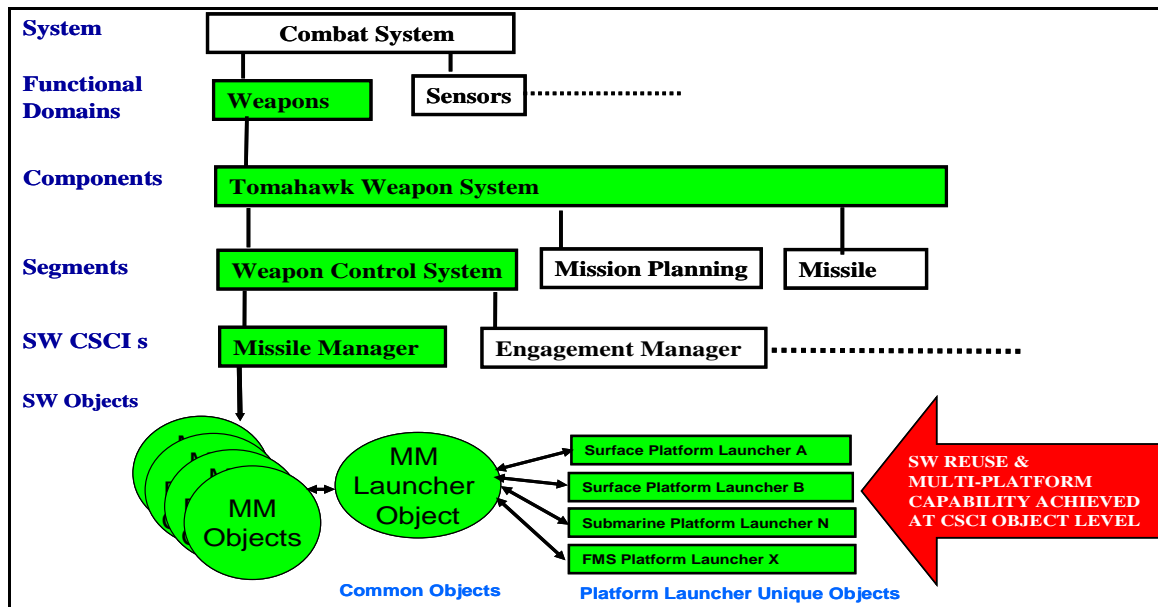 System
Combat System
Functional
Domains
Weapons
Sensors
Components
Tomahawk Weapon System
Segments
Weapon Control System
Mission Planning
Missile
SW CSCI s
Missile Manager
Engagement Manager
SW Objects
MM
Objects
MM
Launcher
Object
Surface Platform Launcher A
Surface Platform Launcher B
Submarine Platform Launcher N
FMS Platform Launcher X
SW REUSE &
MULTI-PLATFORM
CAPABILITY ACHIEVED
AT CSCI OBJECT LEVEL
Common Objects
Platform Launcher Unique Objects